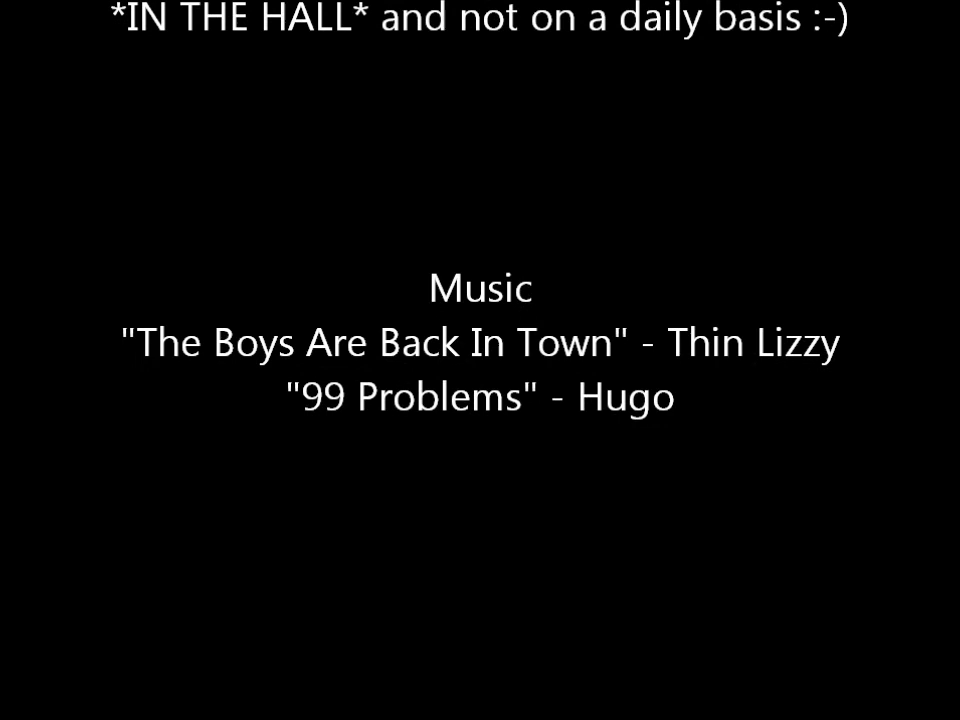 *IN THE HALL* and not on a daily basis :-)
Music
"The Boys Are Back In Town" - Thin Lizzy
"99 Problems" - Hugo